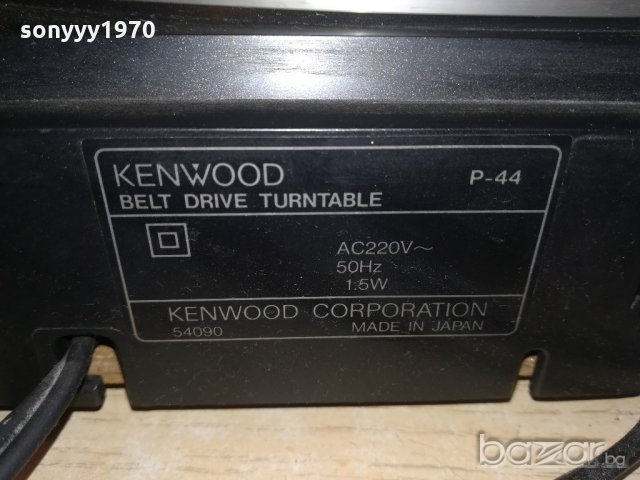 sonyyy1970
KENWOOD P-44
BELT DRIVE TURNTABLE
AC220V~
50Hz
1.5W
KENWOOD CORPORATION
54090 MADE IN JAPAN
bazar.bg